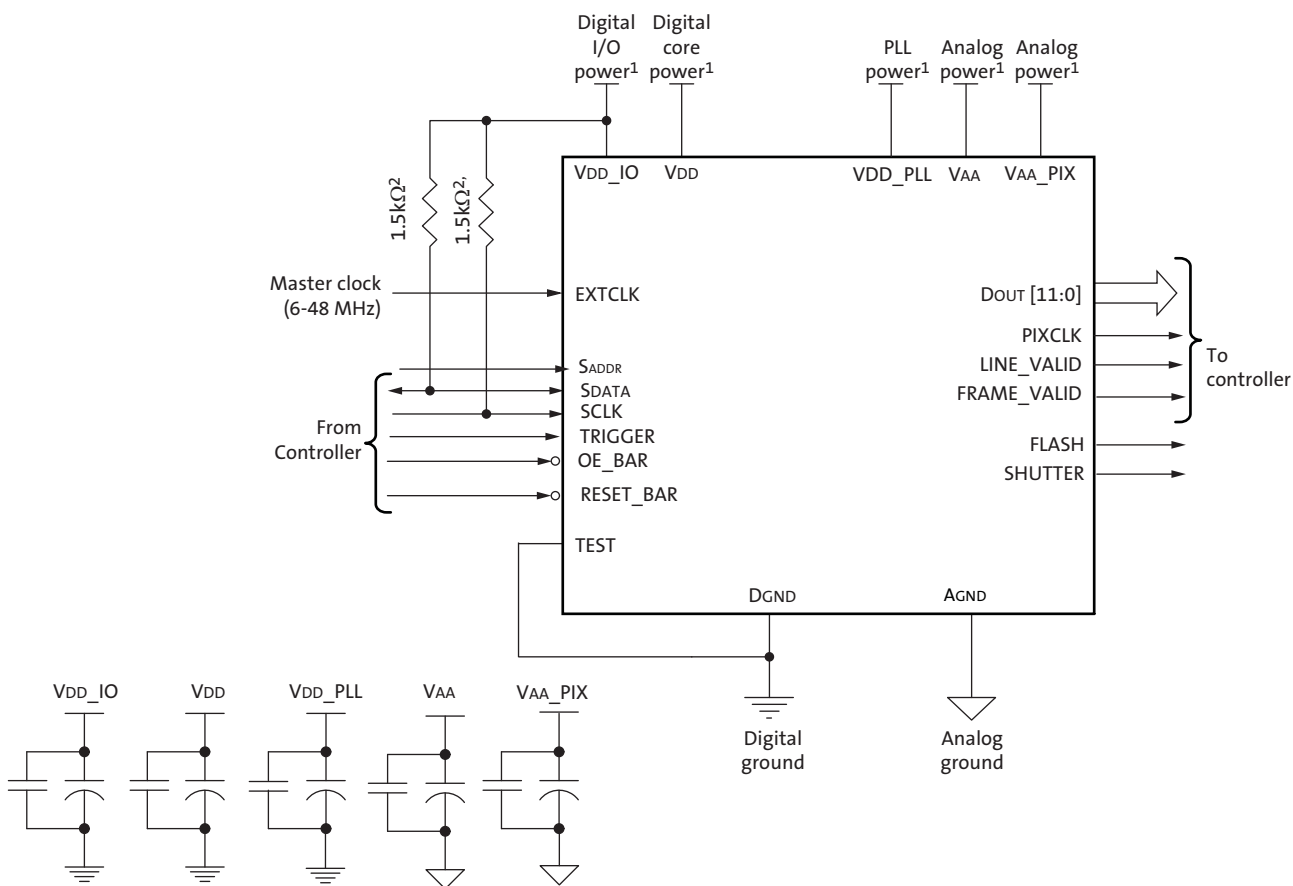 Digital
I/O
power1
Digital
core
power1
PLL
power1
Analog
power1
Analog
power1
VDD_IO
VDD
VDD_PLL
VAA
VAA_PIX
1.5kΩ2
1.5kΩ2,
Master clock
(6-48 MHz)
EXTCLK
DOUT [11:0]
PIXCLK
LINE_VALID
FRAME_VALID
To
controller
SADDR
SDATA
SCLK
TRIGGER
OE_BAR
RESET_BAR
From
Controller
FLASH
SHUTTER
TEST
DGND
AGND
Digital
ground
Analog
ground
VDD_IO
VDD
VDD_PLL
VAA
VAA_PIX